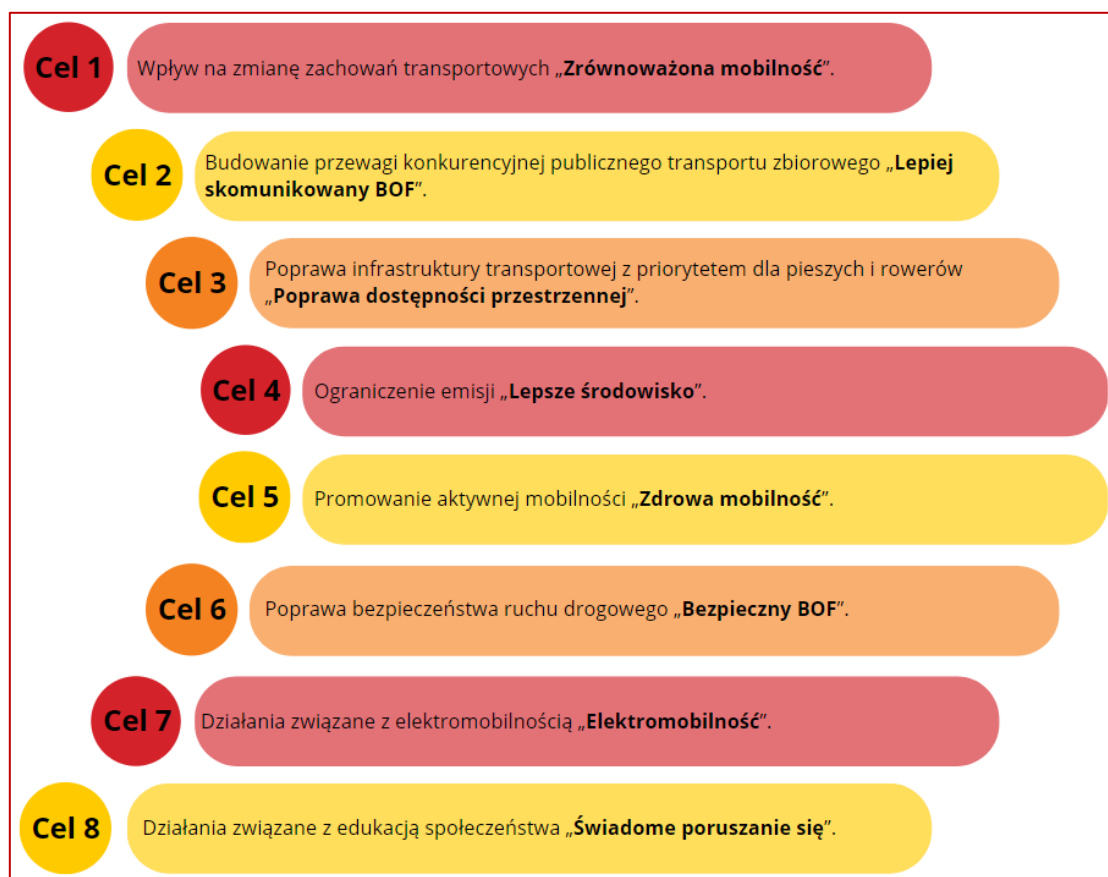 Cel 1
Wpływ na zmianę zachowań transportowych „Zrównoważona mobilność”.
Cel 2
Budowanie przewagi konkurencyjnej publicznego transportu zbiorowego „Lepiej
skomunikowany BOF”.
Cel 3
Poprawa infrastruktury transportowej z priorytetem dla pieszych i rowerów
„Poprawa dostępności przestrzennej”.
Cel 4
Ograniczenie emisji „Lepsze środowisko”.
Cel 5
Promowanie aktywnej mobilności „Zdrowa mobilność”.
Cel 6
Poprawa bezpieczeństwa ruchu drogowego „Bezpieczny BOF”.
Cel 7
Działania związane z elektromobilnością „Elektromobilność”.
Cel 8
Działania związane z edukacją społeczeństwa „Świadome poruszanie się”.